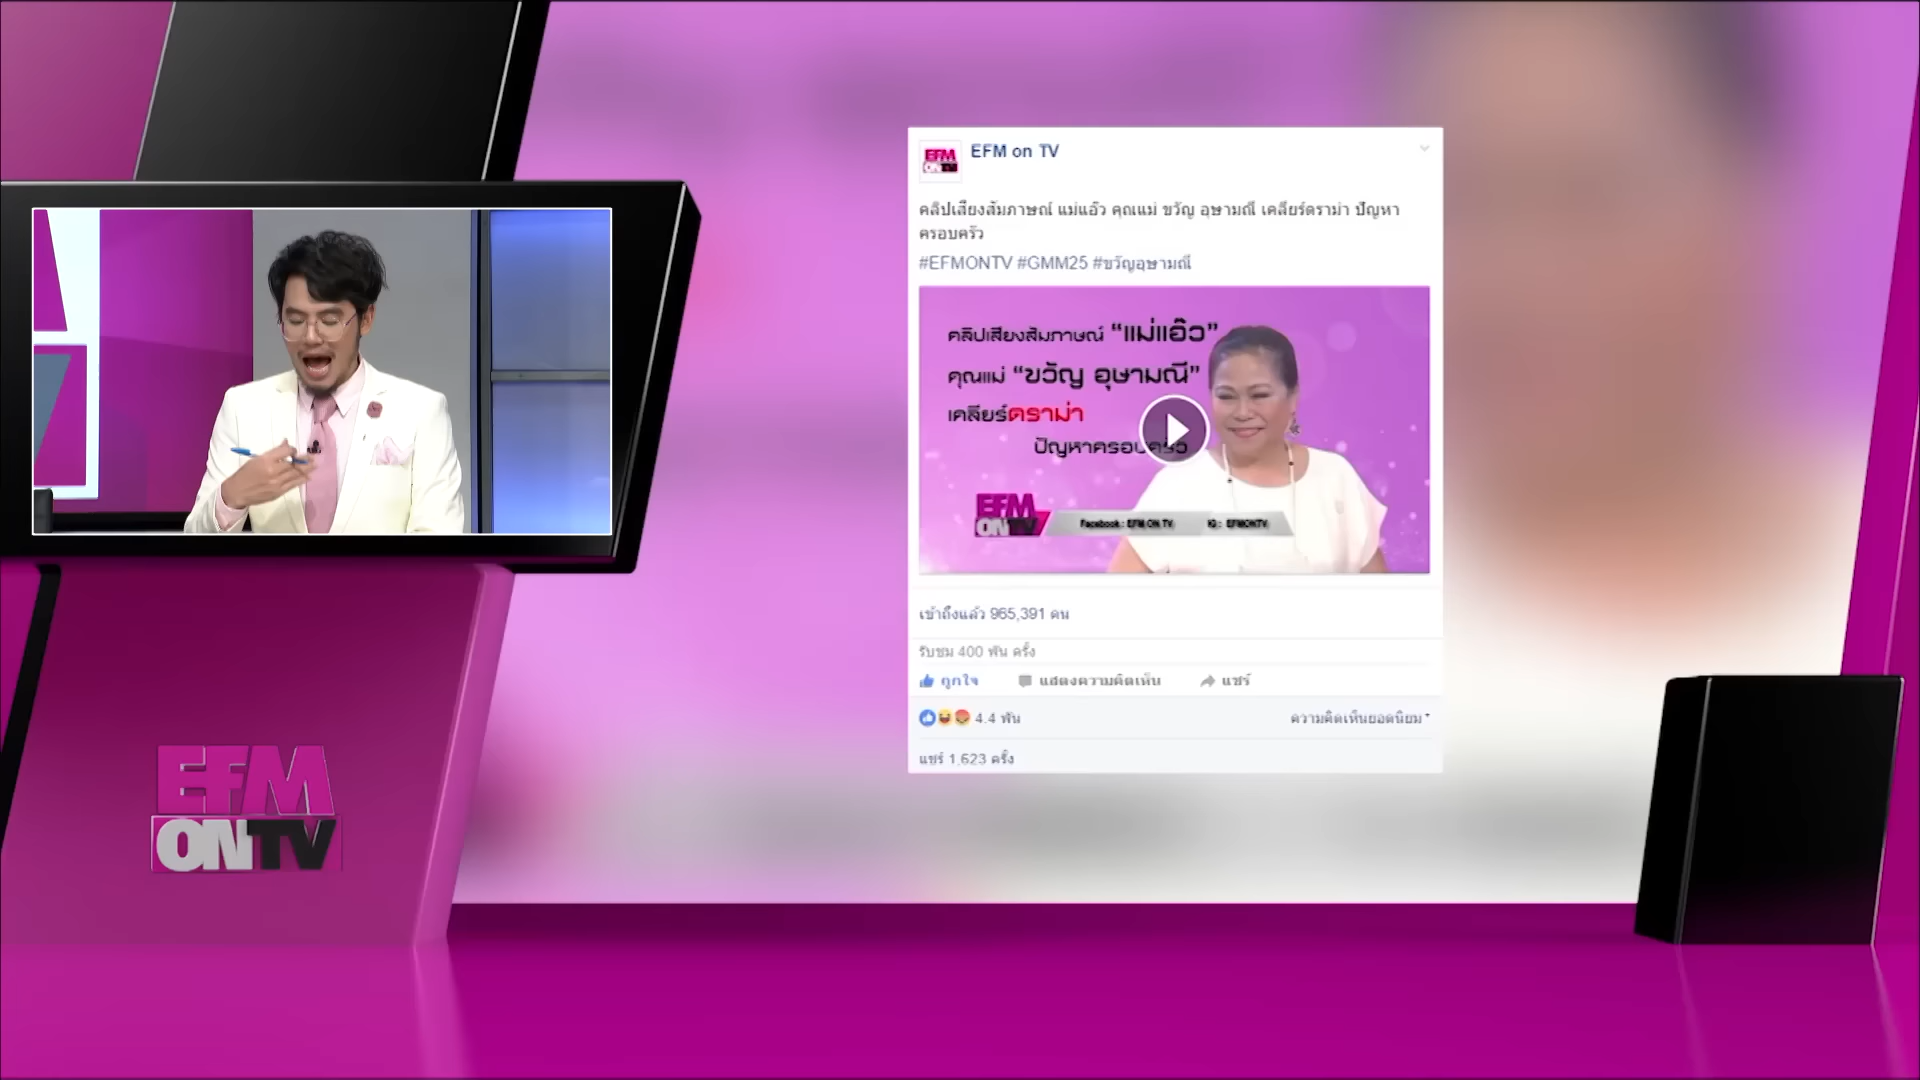 EFM on TV
คลิปเสียงสัมภาษณ์ แม่แอ๊ว คุณแม่ ขวัญ อุษามณี เคลียร์ดราม่า ปัญหา
ครอบครัว
#EFMONTV #GMM25 #ขวัญอุษามณี
คลิปเสียงสัมภาษณ์ “แม่แอ๊ว”
คุณแม่ “ขวัญ อุษามณี”
เคลียร์ดราม่า
ปัญหาครอบครัว
EFM
ON TV
Facebook : EFM ON TV IG : EFMONTV
เข้าถึงแล้ว 965,391 คน
รับชม 400 พัน ครั้ง
ถูกใจ แสดงความคิดเห็น แชร์
4.4 พัน ความคิดเห็นยอดนิยม
แชร์ 1,623 ครั้ง
EFM
ONTV